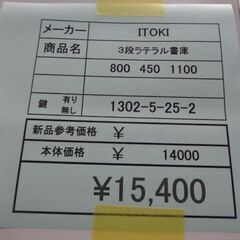 メーカー ITOKI
商品名 3段ラテラル書庫
800 450 1100
鍵 有り 無し 1302-5-25-2
新品参考価格 ¥
本体価格 ¥ 14000
¥15,400